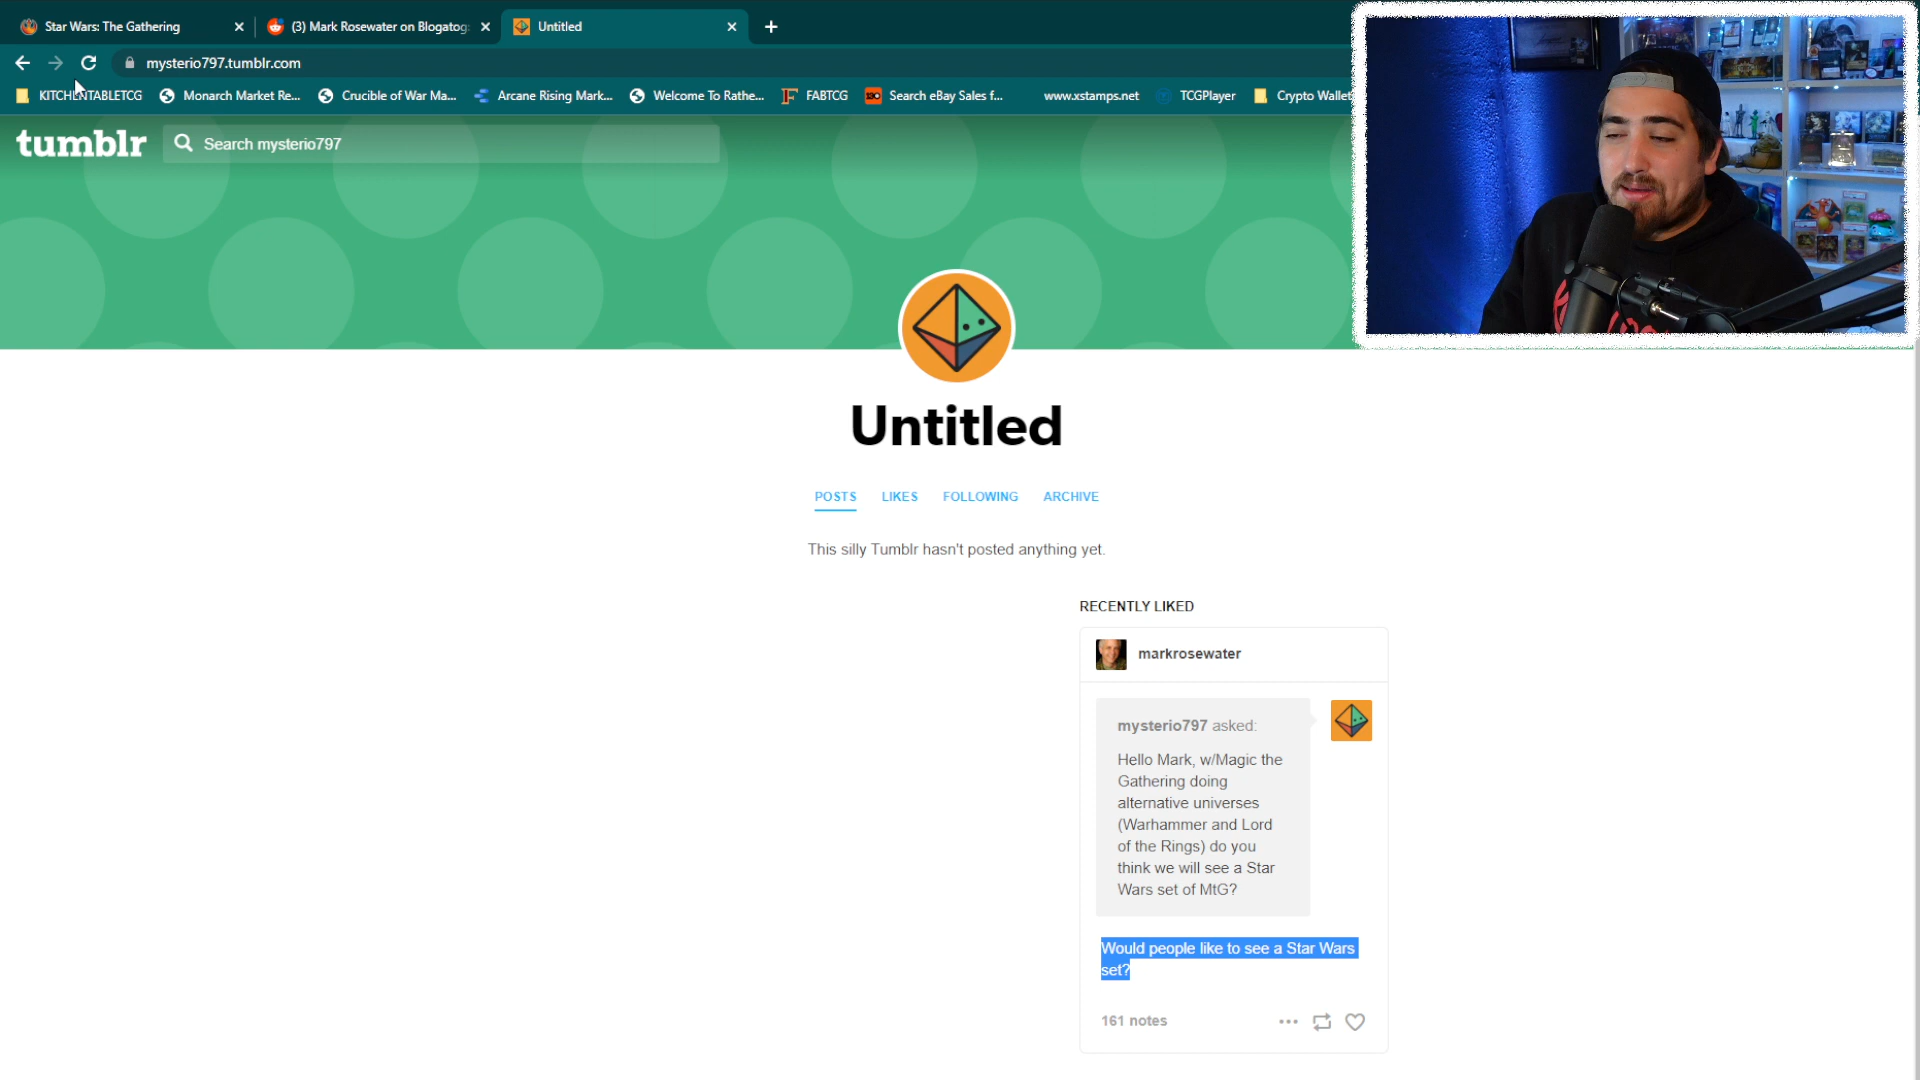 Star Wars: The Gathering
(3) Mark Rosewater on Blogatog
Untitled
mysterio797.tumblr.com
KITCHENTABLETCG
Monarch Market Re...
Crucible of War Ma...
Arcane Rising Mark...
Welcome To Rathe...
FABTCG
Search eBay Sales f...
www.xstamps.net
TCGPlayer
Crypto Wallet
tumblr
Search mysterio797
Untitled
POSTS
LIKES
FOLLOWING
ARCHIVE
This silly Tumblr hasn't posted anything yet.
RECENTLY LIKED
markrosewater
mysterio797 asked:
Hello Mark, w/Magic the
Gathering doing
alternative universes
(Warhammer and Lord
of the Rings) do you
think we will see a Star
Wars set of MtG?
Would people like to see a Star Wars
set?
161 notes